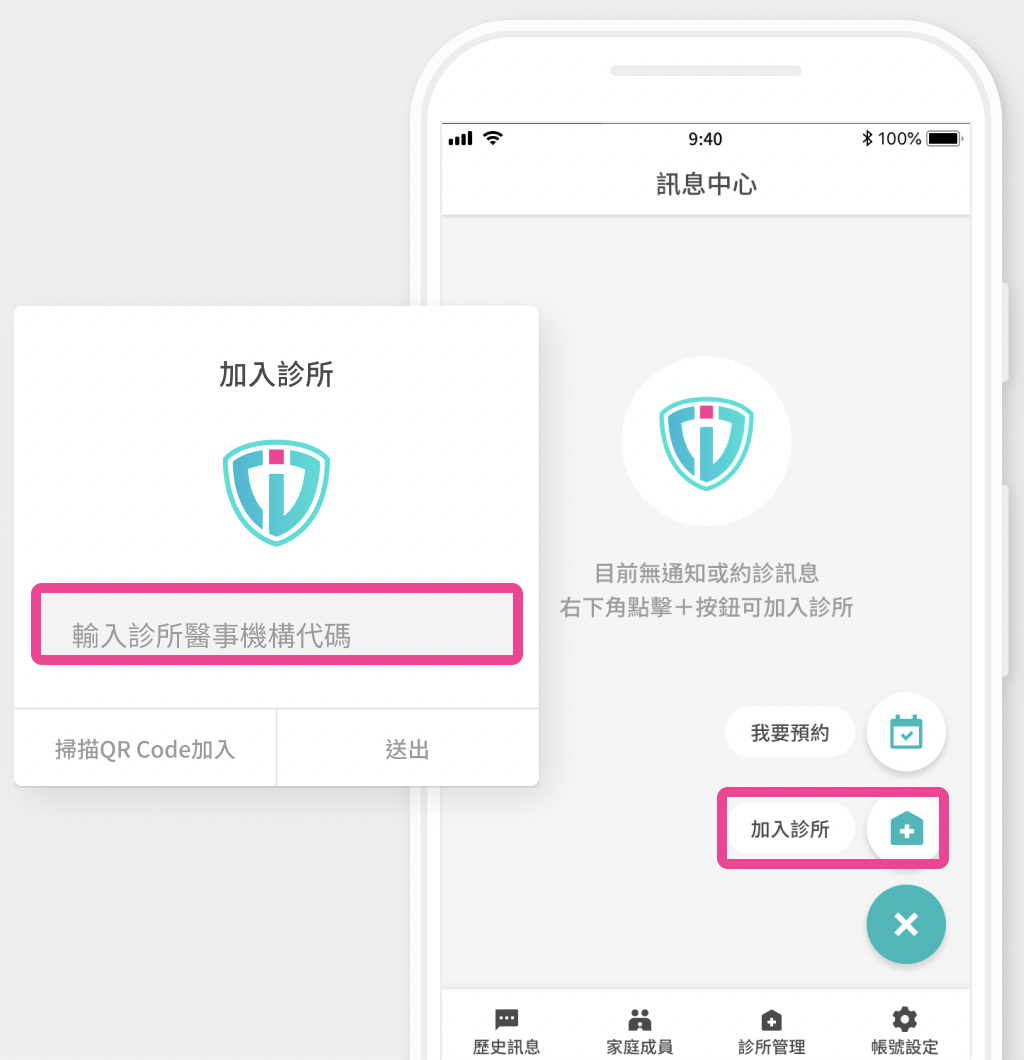 9:40
100%
訊息中心
加入診所
輸入診所醫事機構代碼
掃描QR Code加入
送出
目前無通知或約診訊息
右下角點擊＋按鈕可加入診所
我要預約
加入診所
歷史訊息
家庭成員
診所管理
帳號設定